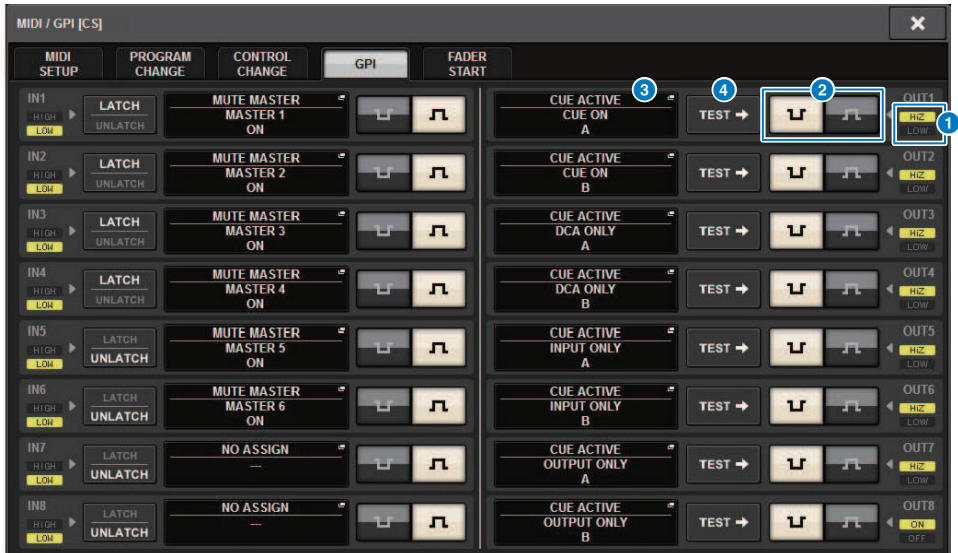 MIDI / GPI [CS]
MIDI SETUP
PROGRAM CHANGE
CONTROL CHANGE
GPI
FADER START
IN1
HIGH
LOW
LATCH
UNLATCH
MUTE MASTER
MASTER 1
ON
CUE ACTIVE
CUE ON
A
3
4
TEST
2
OUT1
HiZ
LOW
1
IN2
HIGH
LOW
LATCH
UNLATCH
MUTE MASTER
MASTER 2
ON
CUE ACTIVE
CUE ON
B
TEST
OUT2
HiZ
LOW
IN3
HIGH
LOW
LATCH
UNLATCH
MUTE MASTER
MASTER 3
ON
CUE ACTIVE
DCA ONLY
A
TEST
OUT3
HiZ
LOW
IN4
HIGH
LOW
LATCH
UNLATCH
MUTE MASTER
MASTER 4
ON
CUE ACTIVE
DCA ONLY
B
TEST
OUT4
HiZ
LOW
IN5
HIGH
LOW
LATCH
UNLATCH
MUTE MASTER
MASTER 5
ON
CUE ACTIVE
INPUT ONLY
A
TEST
OUT5
HiZ
LOW
IN6
HIGH
LOW
LATCH
UNLATCH
MUTE MASTER
MASTER 6
ON
CUE ACTIVE
INPUT ONLY
B
TEST
OUT6
HiZ
LOW
IN7
HIGH
LOW
LATCH
UNLATCH
NO ASSIGN
---
CUE ACTIVE
OUTPUT ONLY
A
TEST
OUT7
HiZ
LOW
IN8
HIGH
LOW
LATCH
UNLATCH
NO ASSIGN
---
CUE ACTIVE
OUTPUT ONLY
B
TEST
OUT8
ON
OFF